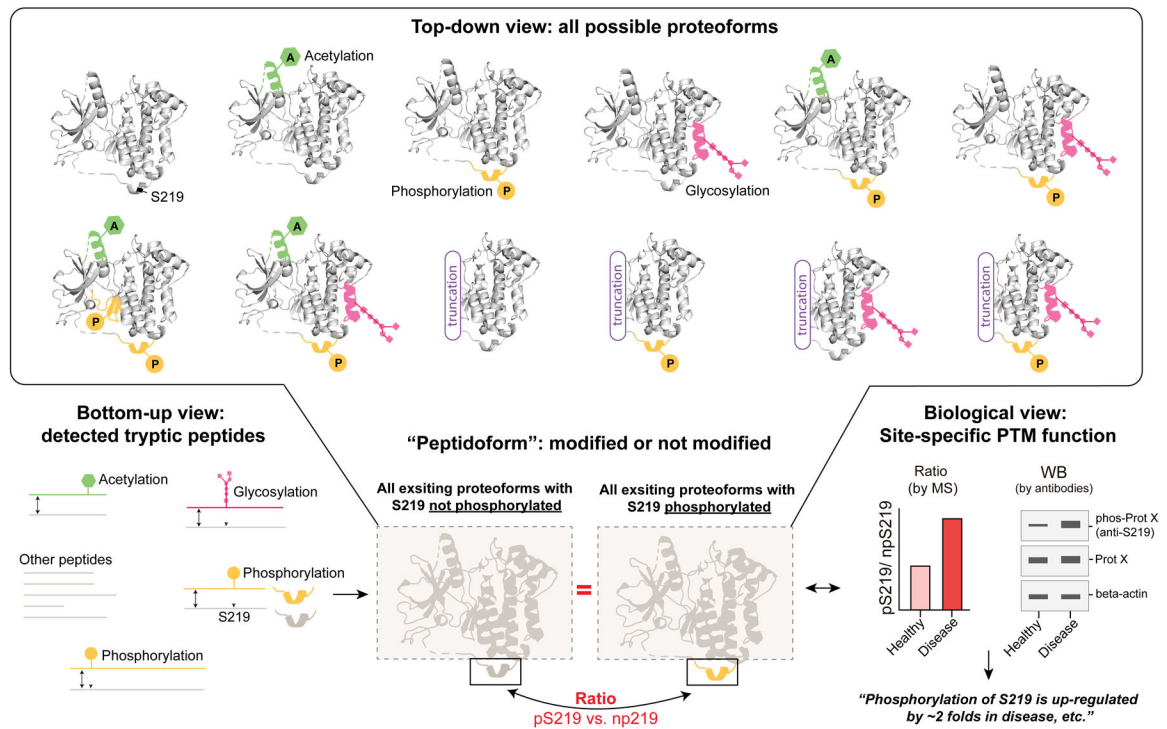 Top-down view: all possible proteoforms
A
Acetylation
A
S219
Phosphorylation
P
Glycosylation
P
P
A
A
P
P
P
truncation
truncation
P
truncation
truncation
P
Bottom-up view:
detected tryptic peptides
Acetylation
Glycosylation
Other peptides
Phosphorylation
S219
Phosphorylation
“Peptidoform”: modified or not modified
All exsiting proteoforms with
S219 not phosphorylated
All exsiting proteoforms with
S219 phosphorylated
=
Ratio
pS219 vs. np219
Biological view:
Site-specific PTM function
Ratio
(by MS)
pS219/ npS219
Healthy
Disease
WB
(by antibodies)
phos-Prot X
(anti-S219)
Prot X
beta-actin
Healthy
Disease
“Phosphorylation of S219 is up-regulated
by ~2 folds in disease, etc.”